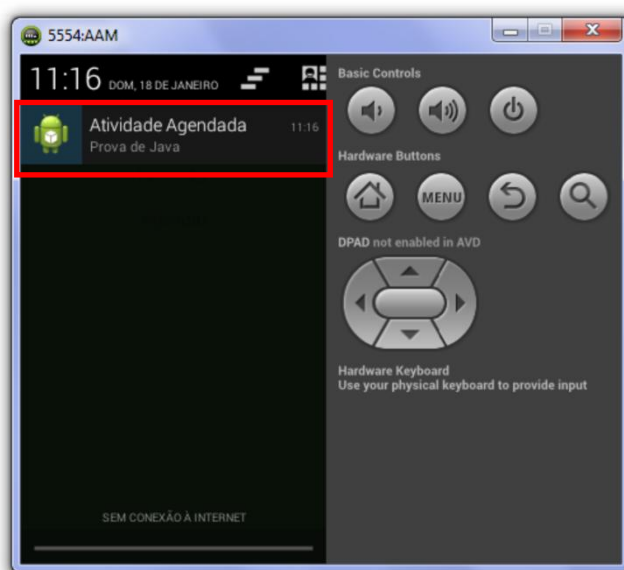 5554:AAM
11:16 DOM, 18 DE JANEIRO
Atividade Agendada 11:16
Prova de Java
SEM CONEXÃO À INTERNET
Basic Controls
Hardware Buttons
MENU
DPAD not enabled in AVD
Hardware Keyboard
Use your physical keyboard to provide input